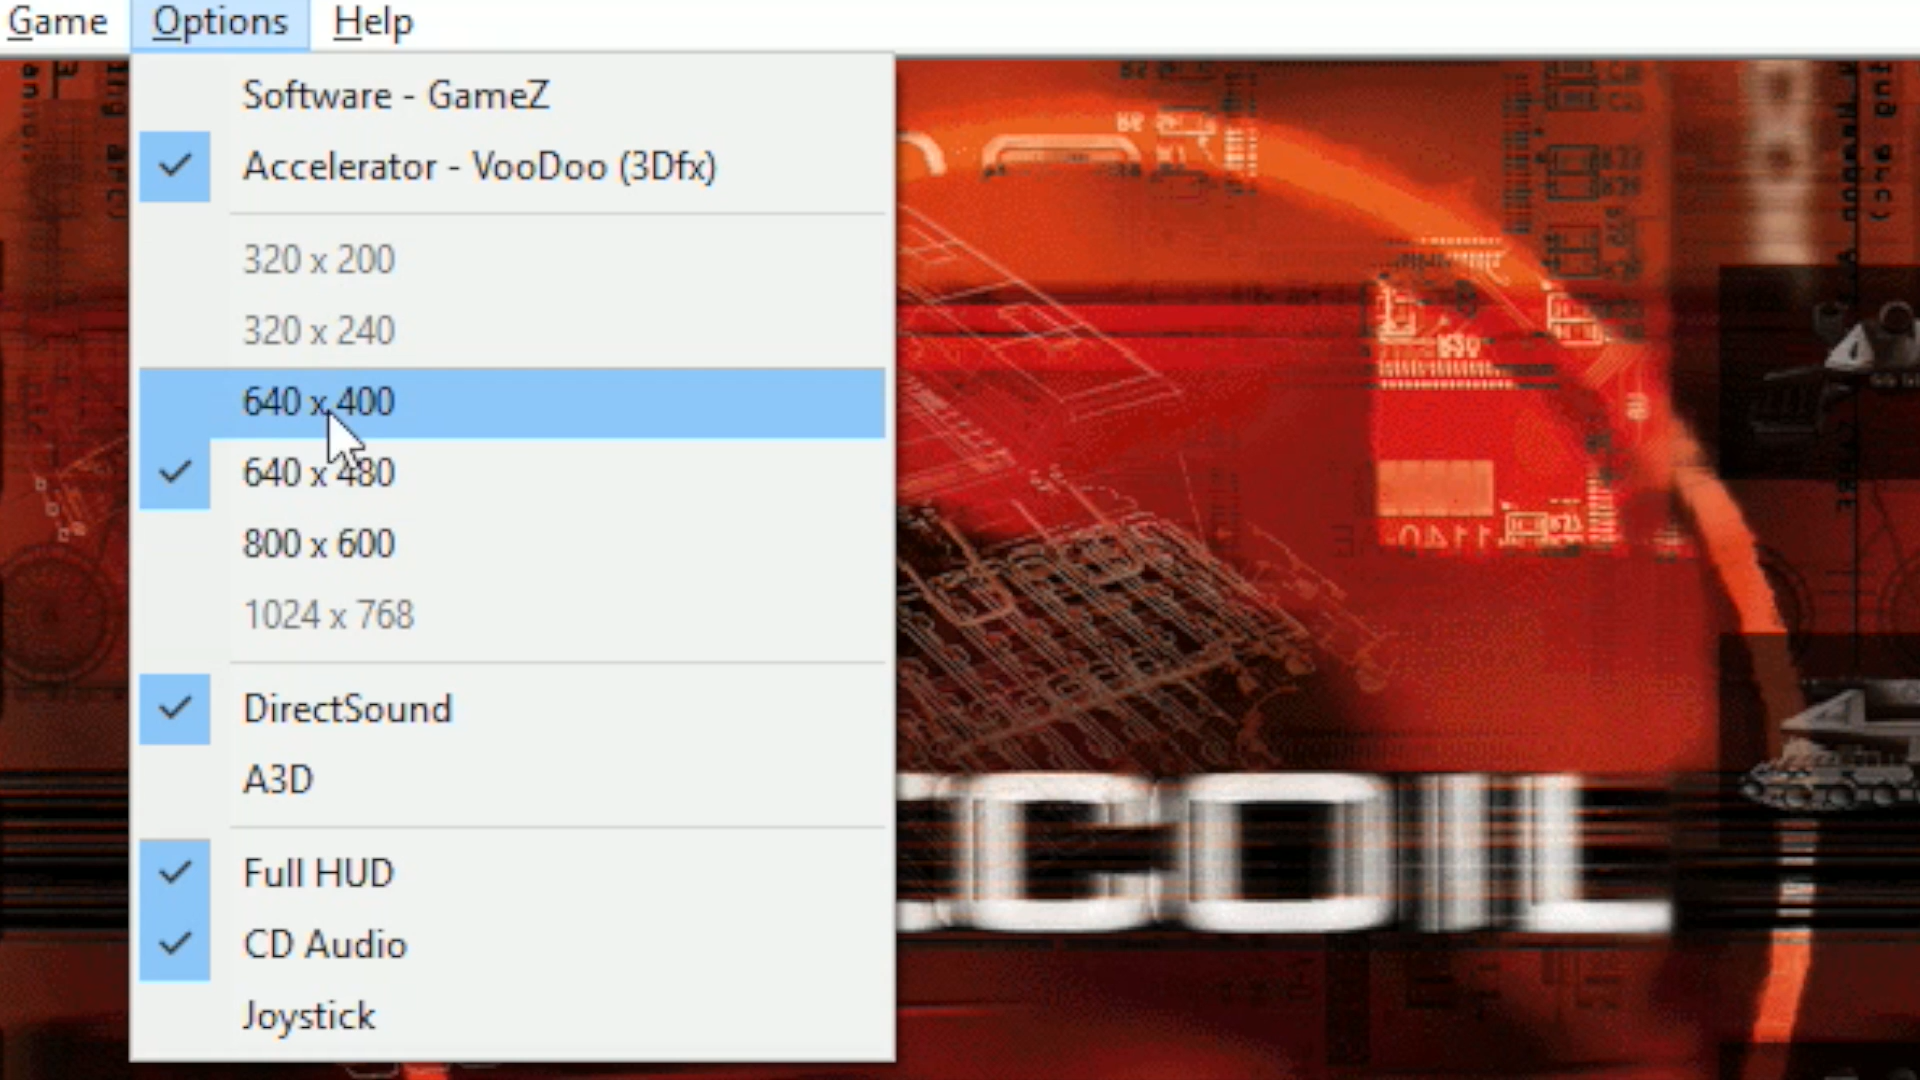 Game Options Help
Software - GameZ
Accelerator - VooDoo (3Dfx)
320 x 200
320 x 240
640 x 400
640 x 480
800 x 600
1024 x 768
DirectSound
A3D
COIL
Full HUD
CD Audio
Joystick